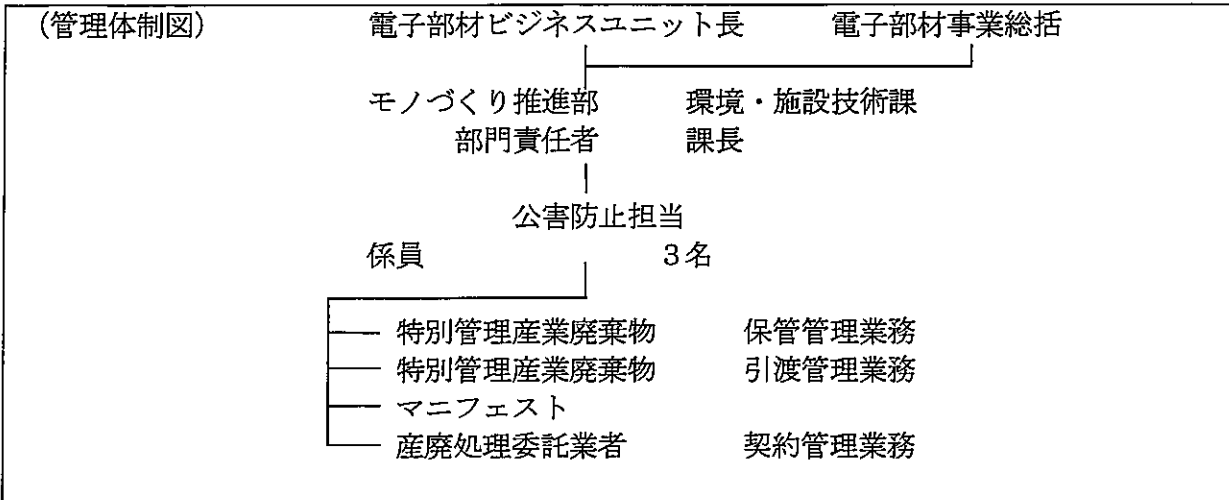 (管理体制図) 電子部材ビジネスユニット長 電子部材事業総括
モノづくり推進部 環境・施設技術課
部門責任者 課長
公害防止担当
係員 3名
特別管理産業廃棄物 保管管理業務
特別管理産業廃棄物 引渡管理業務
マニフェスト
産廃処理委託業者 契約管理業務